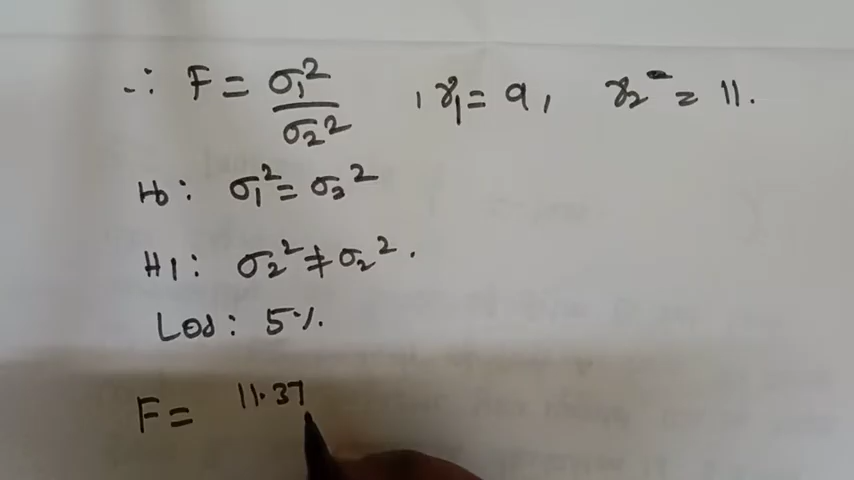 ∴ F = σ₁² / σ₂² , γ₁ = 9, γ₂ = 11.
H0: σ₁² = σ₂²
H1: σ₂² ≠ σ₂².
Los: 5%.
F = 11.37